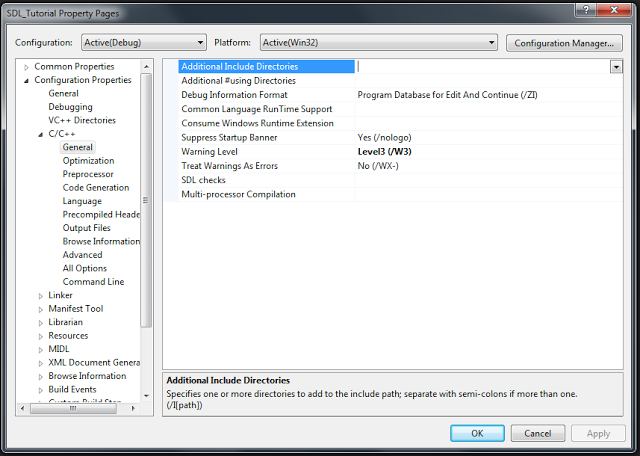 SDL_Tutorial Property Pages
Configuration: Active(Debug) Platform: Active(Win32) Configuration Manager...
Common Properties
Configuration Properties
General
Debugging
VC++ Directories
C/C++
General
Optimization
Preprocessor
Code Generation
Language
Precompiled Heade
Output Files
Browse Information
Advanced
All Options
Command Line
Linker
Manifest Tool
Librarian
Resources
MIDL
XML Document Genera
Browse Information
Build Events
Custom Build Step
Additional Include Directories
Additional #using Directories
Debug Information Format Program Database for Edit And Continue (/ZI)
Common Language RunTime Support
Consume Windows Runtime Extension
Suppress Startup Banner Yes (/nologo)
Warning Level Level3 (/W3)
Treat Warnings As Errors No (/WX-)
SDL checks
Multi-processor Compilation
Additional Include Directories
Specifies one or more directories to add to the include path; separate with semi-colons if more than one.
(/I[path])
OK Cancel Apply